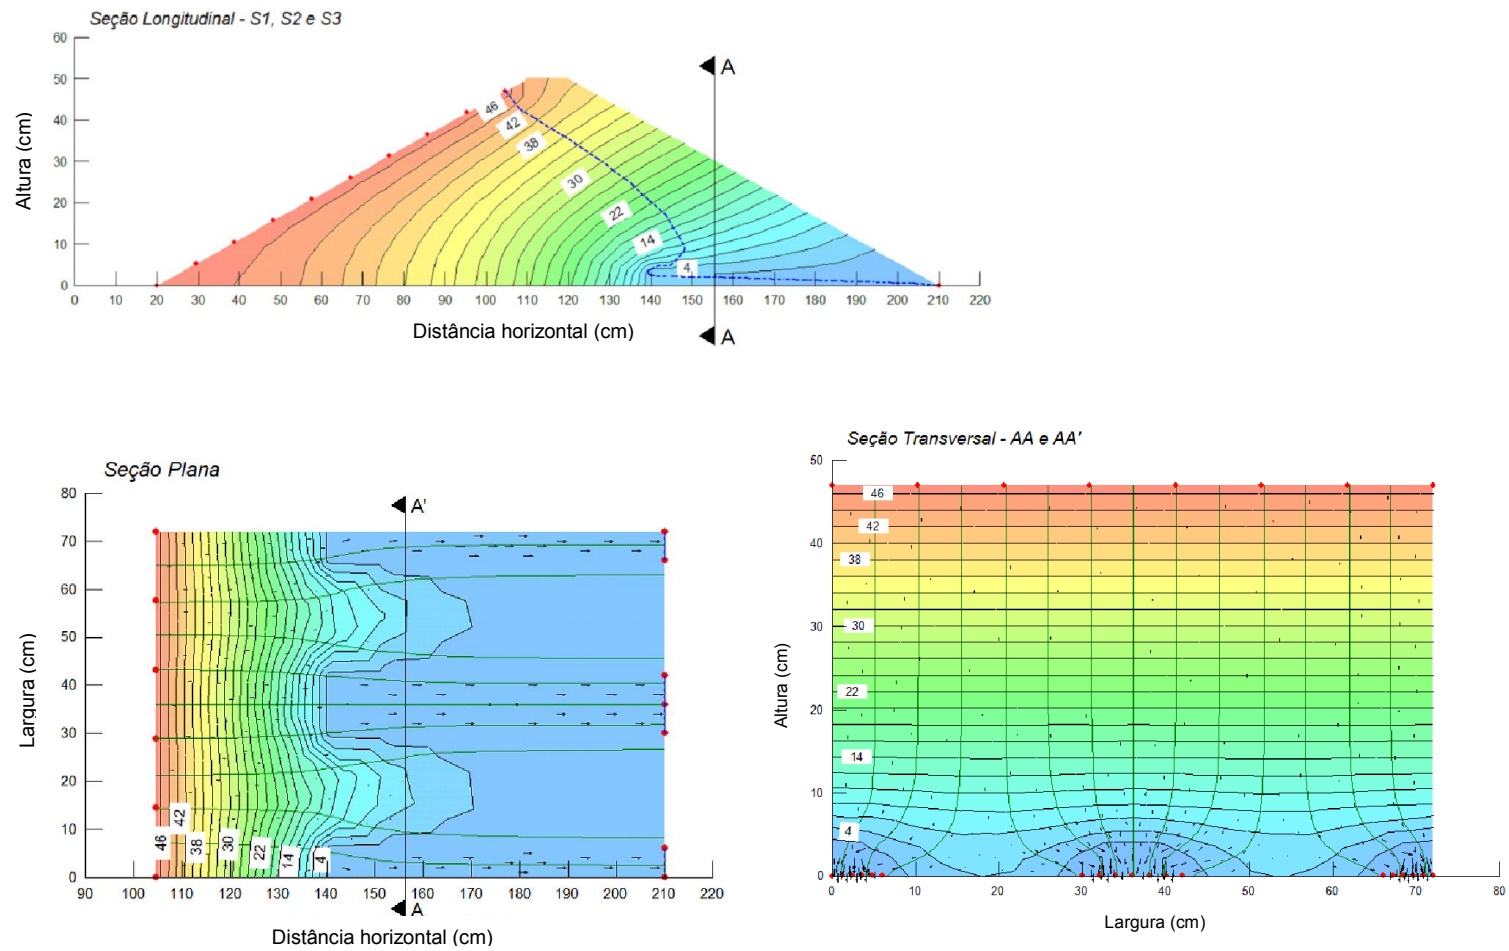 Seção Longitudinal - S1, S2 e S3
60
50
40
30
20
10
0
Altura (cm)
46
42
38
30
22
14
4
A
A
0 10 20 30 40 50 60 70 80 90 100 110 120 130 140 150 160 170 180 190 200 210 220
Distância horizontal (cm)
Seção Plana
80
70
60
50
40
30
20
10
0
Largura (cm)
A'
A
46
42
38
30
22
14
4
90 100 110 120 130 140 150 160 170 180 190 200 210 220
Distância horizontal (cm)
Seção Transversal - AA e AA'
50
40
30
20
10
0
Altura (cm)
46
42
38
30
22
14
4
0 10 20 30 40 50 60 70 80
Largura (cm)